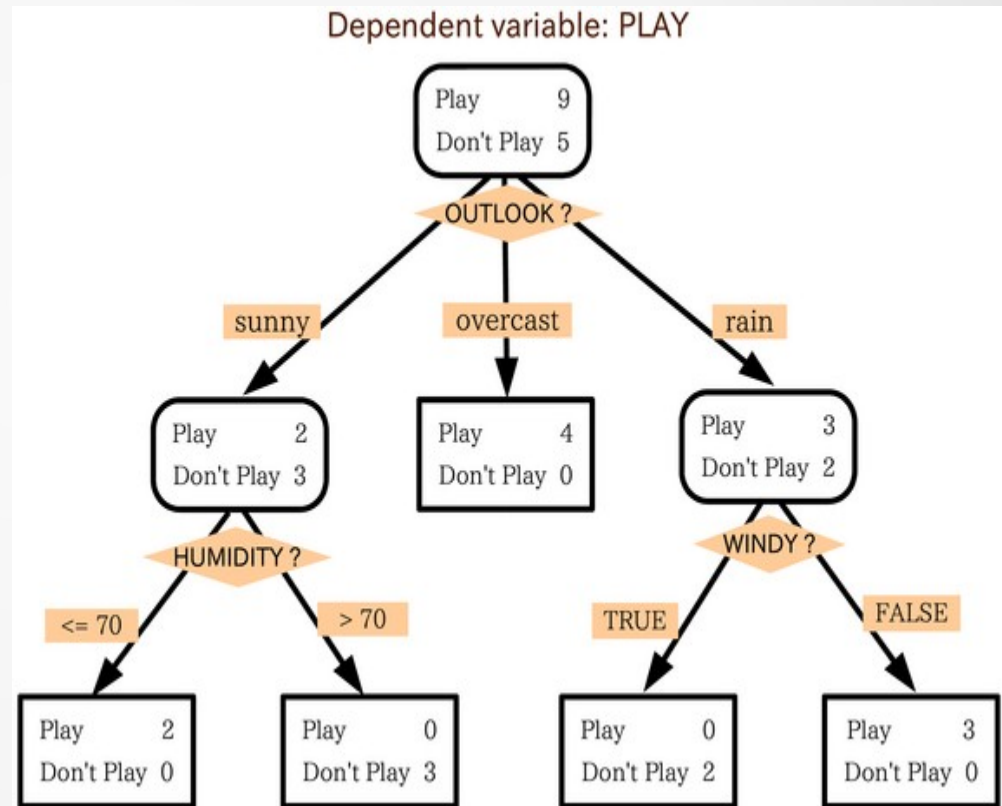 Dependent variable: PLAY
Play 9
Don't Play 5
OUTLOOK ?
sunny
overcast
rain
Play 2
Don't Play 3
Play 4
Don't Play 0
Play 3
Don't Play 2
HUMIDITY ?
WINDY ?
<= 70
> 70
TRUE
FALSE
Play 2
Don't Play 0
Play 0
Don't Play 3
Play 0
Don't Play 2
Play 3
Don't Play 0